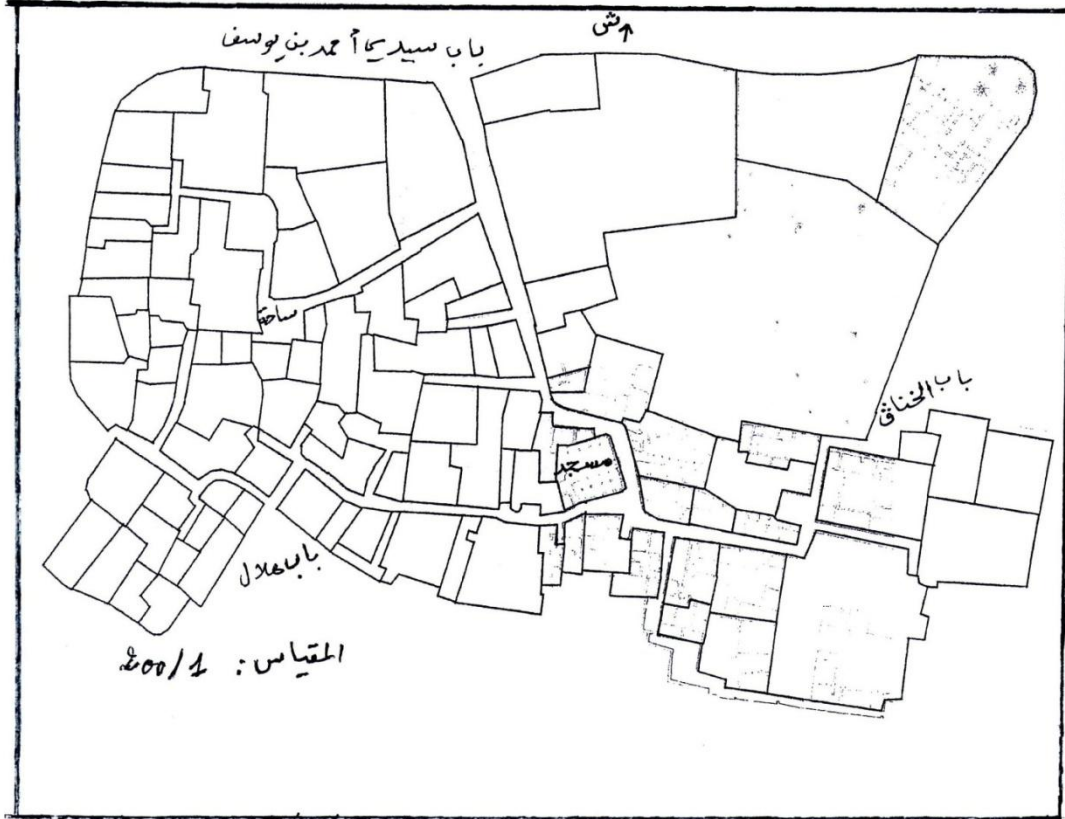 ش
باب سيدي أحمد بن يوسف
ساحة
باب الخناق
مسجد
باب هلال
المقياس: 1/200